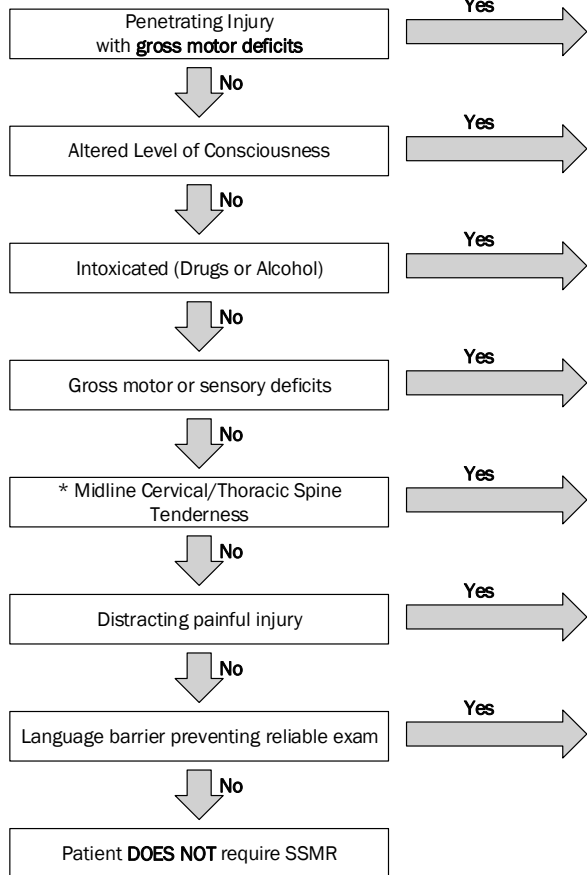 Yes
Penetrating Injury
with gross motor deficits
No
Yes
Altered Level of Consciousness
No
Yes
Intoxicated (Drugs or Alcohol)
No
Yes
Gross motor or sensory deficits
No
Yes
* Midline Cervical/Thoracic Spine
Tenderness
No
Yes
Distracting painful injury
No
Yes
Language barrier preventing reliable exam
No
Patient DOES NOT require SSMR